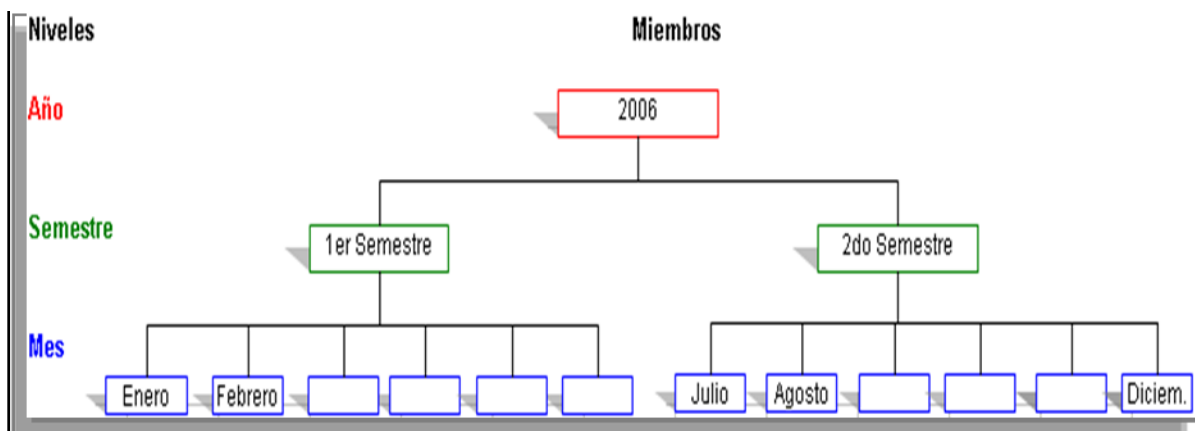 Niveles Miembros
Año 2006
Semestre 1er Semestre 2do Semestre
Mes
Enero Febrero Julio Agosto Diciem.